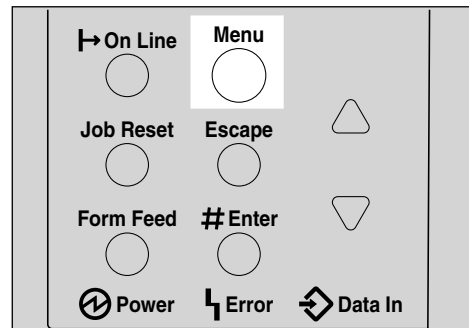 On Line Menu
Job Reset Escape
Form Feed # Enter
Power Error Data In